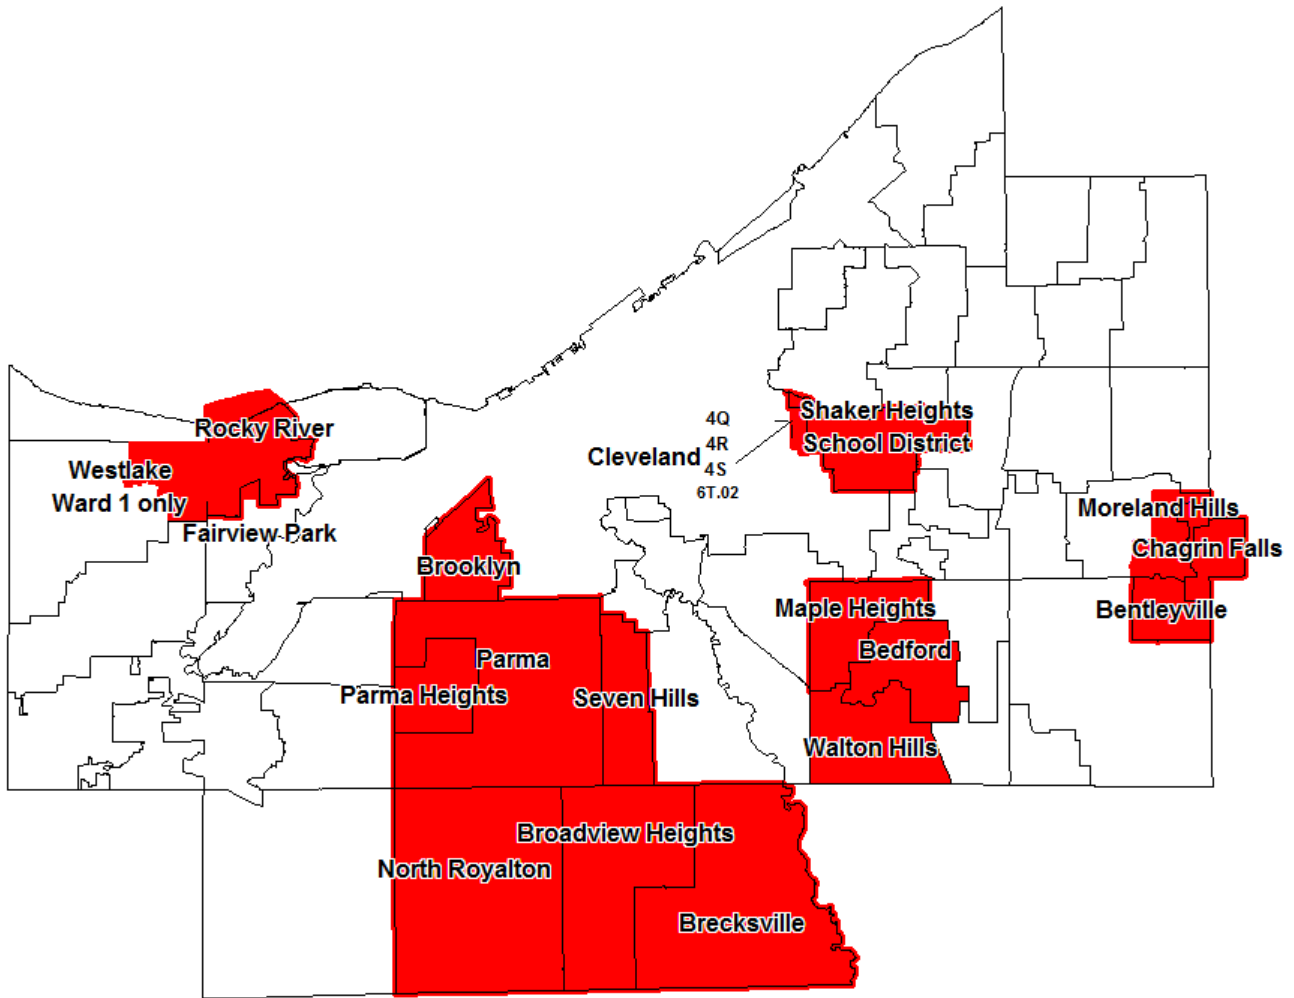 Rocky River
Westlake
Ward 1 only
Fairview Park
Brooklyn
Cleveland
4Q
4R
4S
6T.02
Shaker Heights
School District
Moreland Hills
Chagrin Falls
Bentleyville
Maple Heights
Bedford
Walton Hills
Parma
Parma Heights
Seven Hills
Broadview Heights
North Royalton
Brecksville